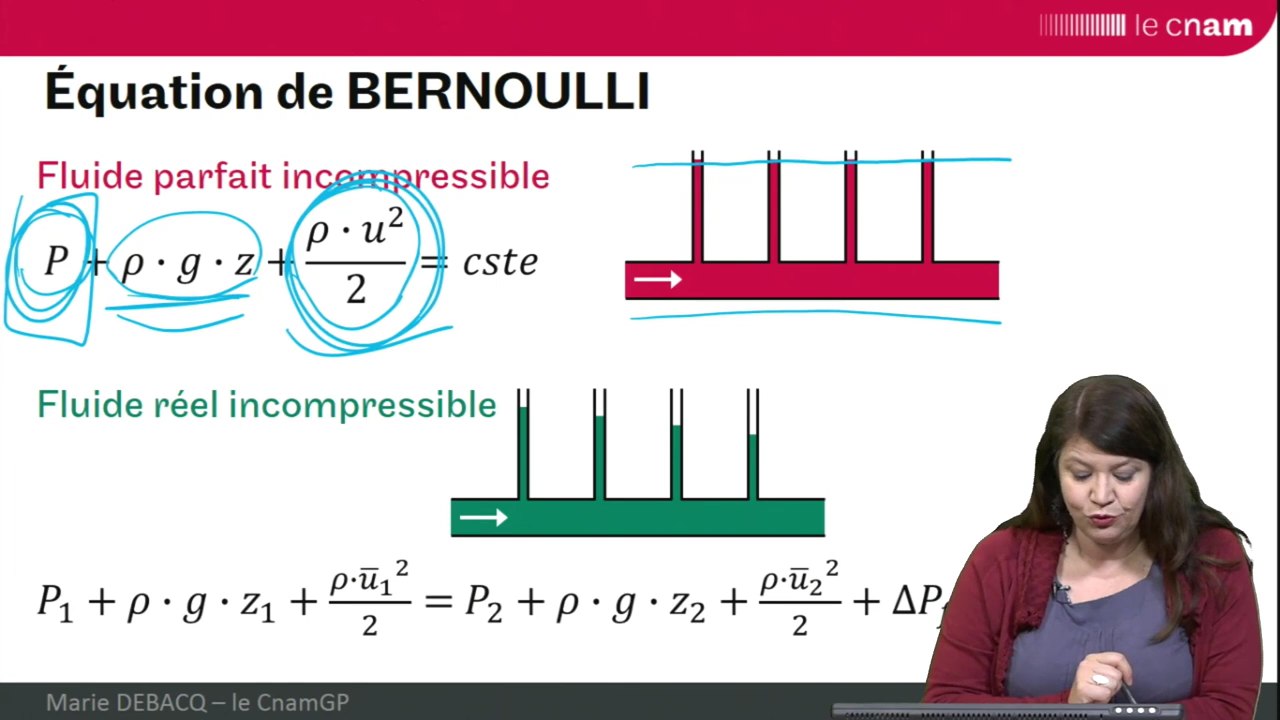 le cnam
Équation de BERNOULLI
Fluide parfait incompressible
P + ρ · g · z + ρ · u² / 2 = cste
Fluide réel incompressible
P₁ + ρ · g · z₁ + ρ·ū₁² / 2 = P₂ + ρ · g · z₂ + ρ·ū₂² / 2 + ΔP
Marie DEBACQ – le CnamGP